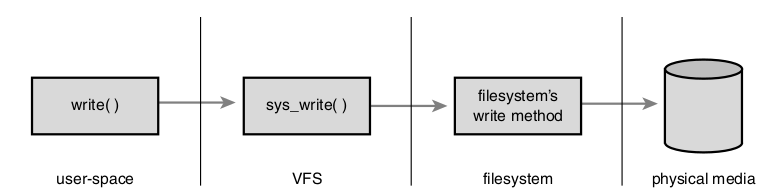 write( )
sys_write( )
filesystem's
write method
user-space
VFS
filesystem
physical media